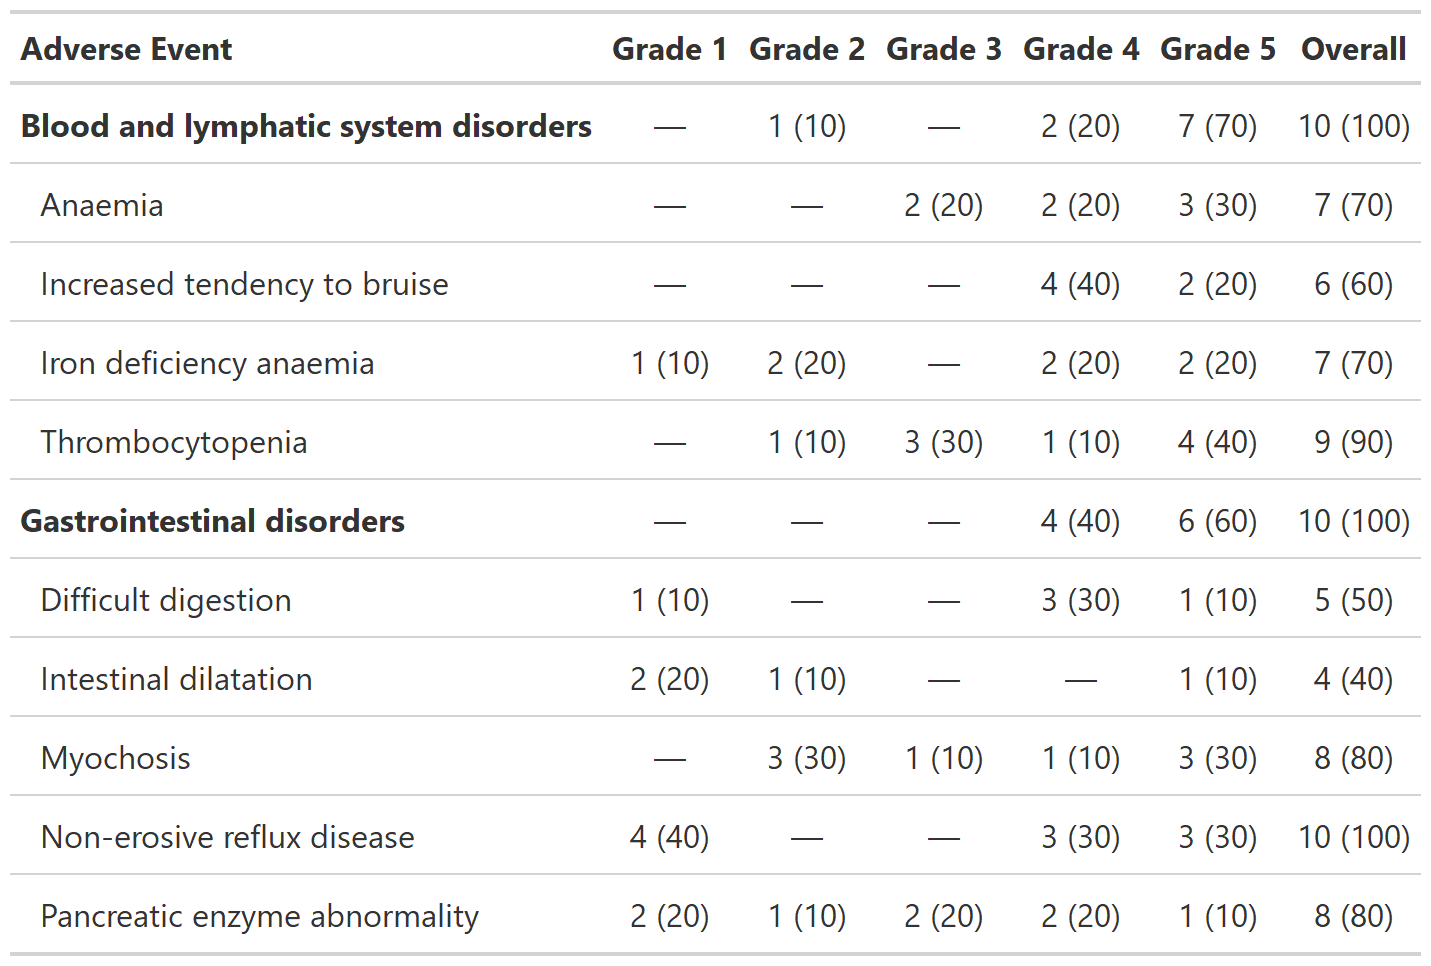 Adverse Event Grade 1 Grade 2 Grade 3 Grade 4 Grade 5 Overall
Blood and lymphatic system disorders — 1 (10) — 2 (20) 7 (70) 10 (100)
Anaemia — — 2 (20) 2 (20) 3 (30) 7 (70)
Increased tendency to bruise — — — 4 (40) 2 (20) 6 (60)
Iron deficiency anaemia 1 (10) 2 (20) — 2 (20) 2 (20) 7 (70)
Thrombocytopenia — 1 (10) 3 (30) 1 (10) 4 (40) 9 (90)
Gastrointestinal disorders — — — 4 (40) 6 (60) 10 (100)
Difficult digestion 1 (10) — — 3 (30) 1 (10) 5 (50)
Intestinal dilatation 2 (20) 1 (10) — — 1 (10) 4 (40)
Myochosis — 3 (30) 1 (10) 1 (10) 3 (30) 8 (80)
Non-erosive reflux disease 4 (40) — — 3 (30) 3 (30) 10 (100)
Pancreatic enzyme abnormality 2 (20) 1 (10) 2 (20) 2 (20) 1 (10) 8 (80)